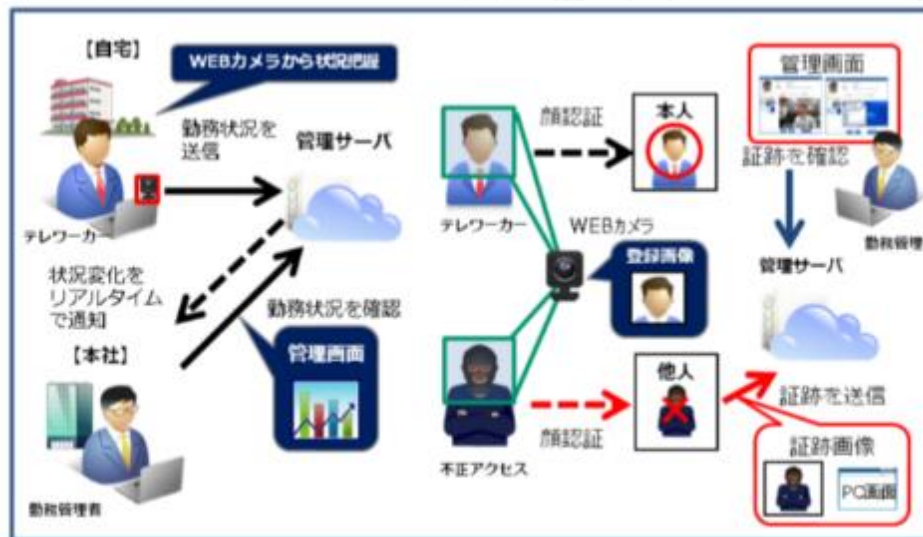 【自宅】
WEBカメラから状況把握
勤務状況を
送信
管理サーバ
テレワーカー
状況変化を
リアルタイム
で通知
勤務状況を確認
【本社】
管理画面
勤務管理者
顔認証
本人
テレワーカー
WEBカメラ
登録画像
他人
顔認証
不正アクセス
管理画面
証跡を確認
勤務管理
管理サーバ
証跡を送信
証跡画像
PC画面